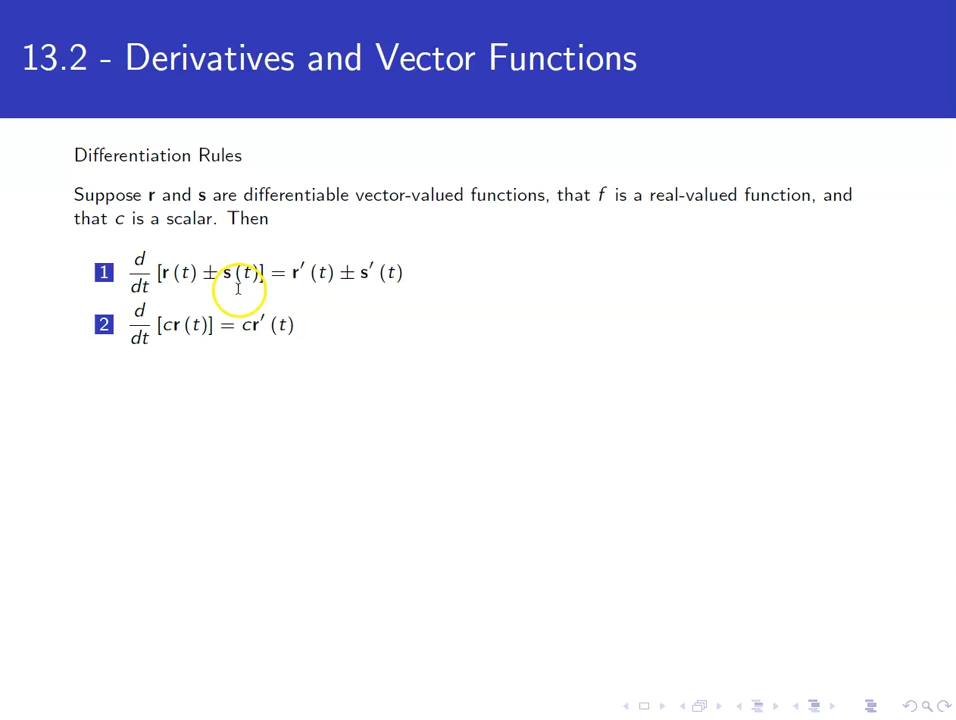 13.2 - Derivatives and Vector Functions
Differentiation Rules
Suppose r and s are differentiable vector-valued functions, that f is a real-valued function, and
that c is a scalar. Then
1 d/dt [r (t) ± s (t)] = r′ (t) ± s′ (t)
2 d/dt [cr (t)] = cr′ (t)